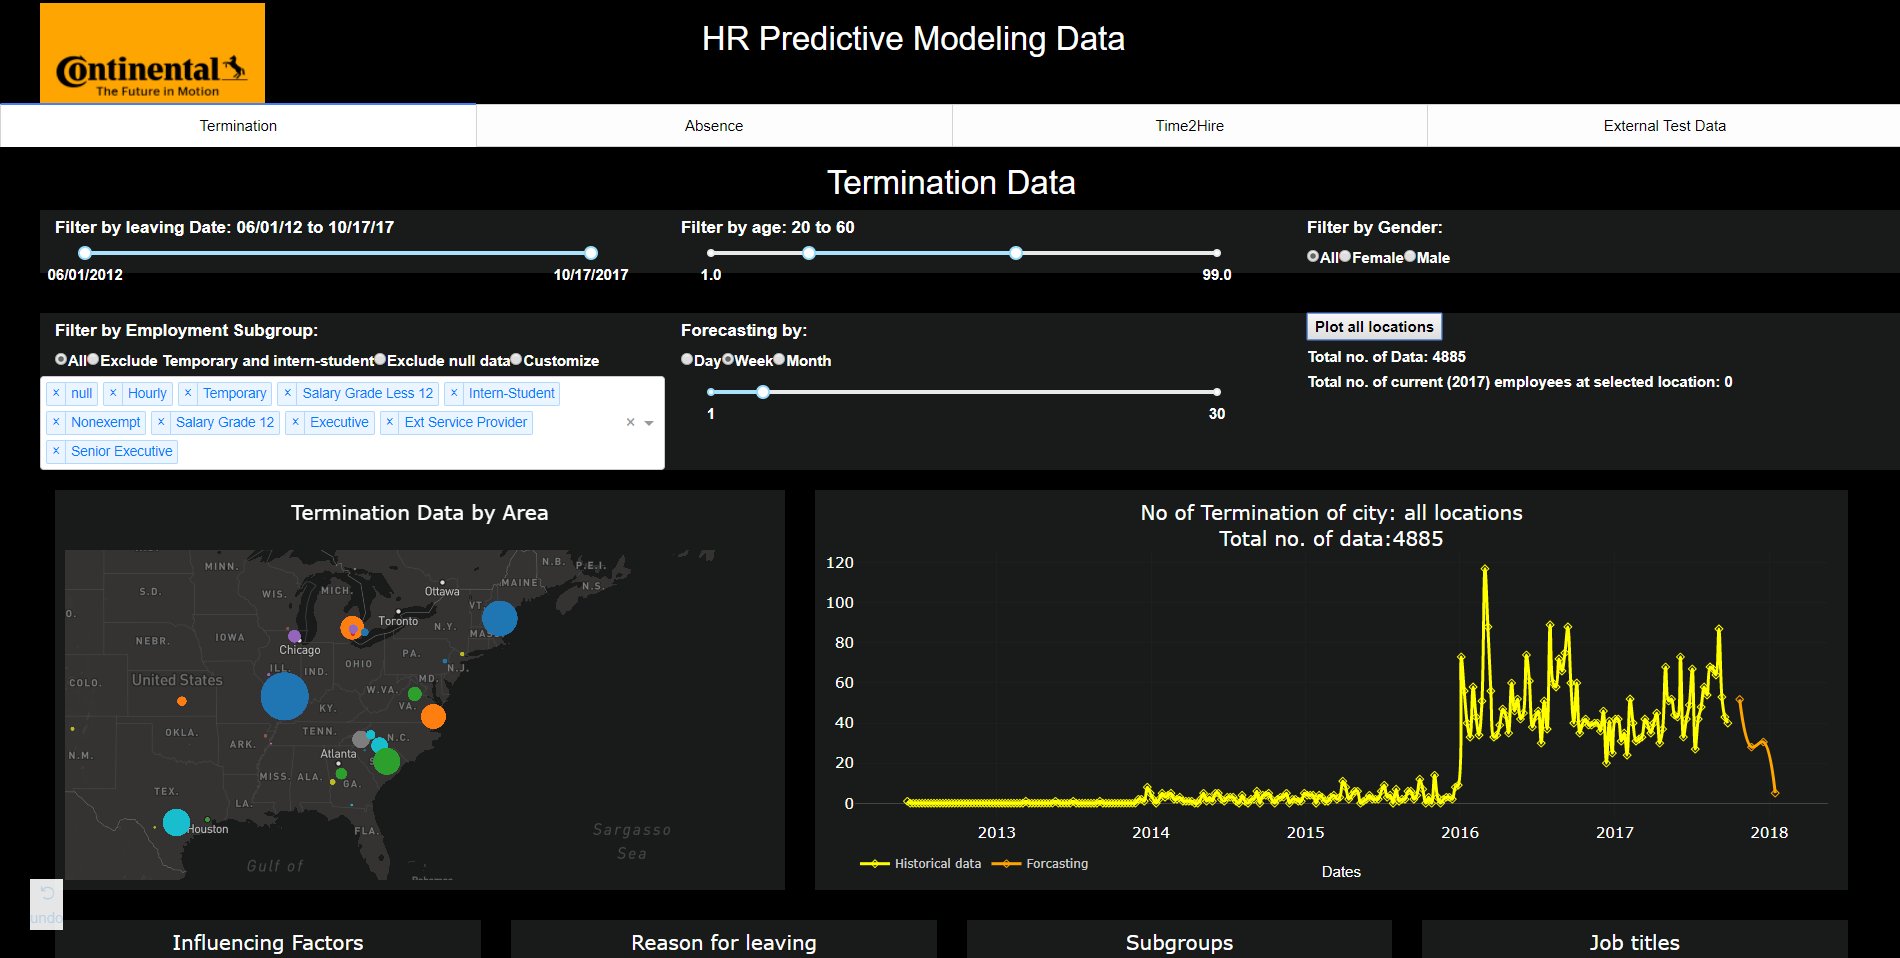 Continental
The Future in Motion
HR Predictive Modeling Data
Termination
Absence
Time2Hire
External Test Data
Termination Data
Filter by leaving Date: 06/01/12 to 10/17/17
06/01/2012
10/17/2017
Filter by age: 20 to 60
1.0
99.0
Filter by Gender:
All Female Male
Filter by Employment Subgroup:
All Exclude Temporary and intern-student Exclude null data Customize
× null × Hourly × Temporary × Salary Grade Less 12 × Intern-Student
× Nonexempt × Salary Grade 12 × Executive × Ext Service Provider ×
× Senior Executive
Forecasting by:
Day Week Month
1
30
Plot all locations
Total no. of Data: 4885
Total no. of current (2017) employees at selected location: 0
Termination Data by Area
MINN.
N.B.
P.E.I.
S.D.
WIS.
MICH.
Ottawa
MAINE
N.S.
VT.
Toronto
NEBR.
IOWA
N.Y.
MASS
Chicago
ILL.
IND.
OHIO
PA.
N.J.
COLO.
United States
MD.
W.VA.
KY.
VA.
OKLA.
TENN.
N.C.
ARK.
Atlanta
N.M.
MISS.
ALA.
GA.
TEX.
LA.
Houston
FLA.
Sargasso
Sea
Gulf of
No of Termination of city: all locations
Total no. of data:4885
120
100
80
60
40
20
0
2013
2014
2015
2016
2017
2018
Historical data
Forcasting
Dates
undo
Influencing Factors
Reason for leaving
Subgroups
Job titles